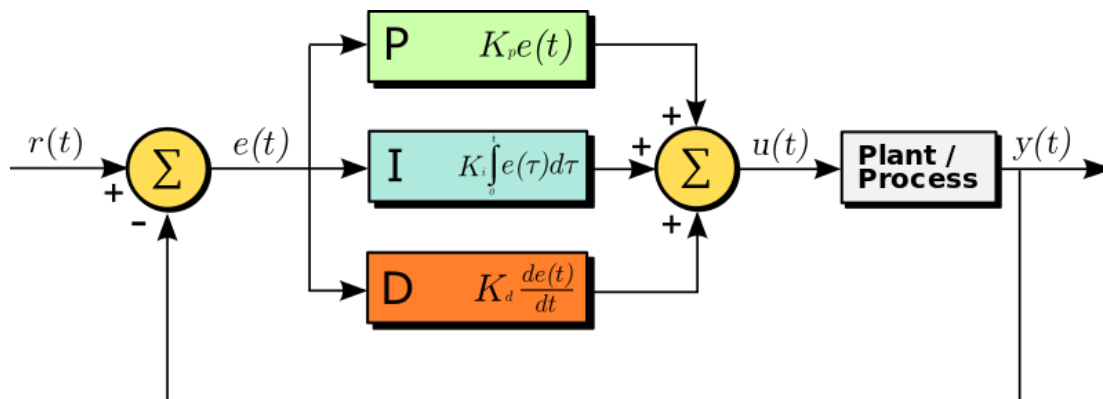 P K_p e(t)
r(t) Σ e(t) I K_i ∫_0^t e(τ)dτ Σ u(t) Plant /
Process y(t)
+ - + + +
D K_d de(t)/dt